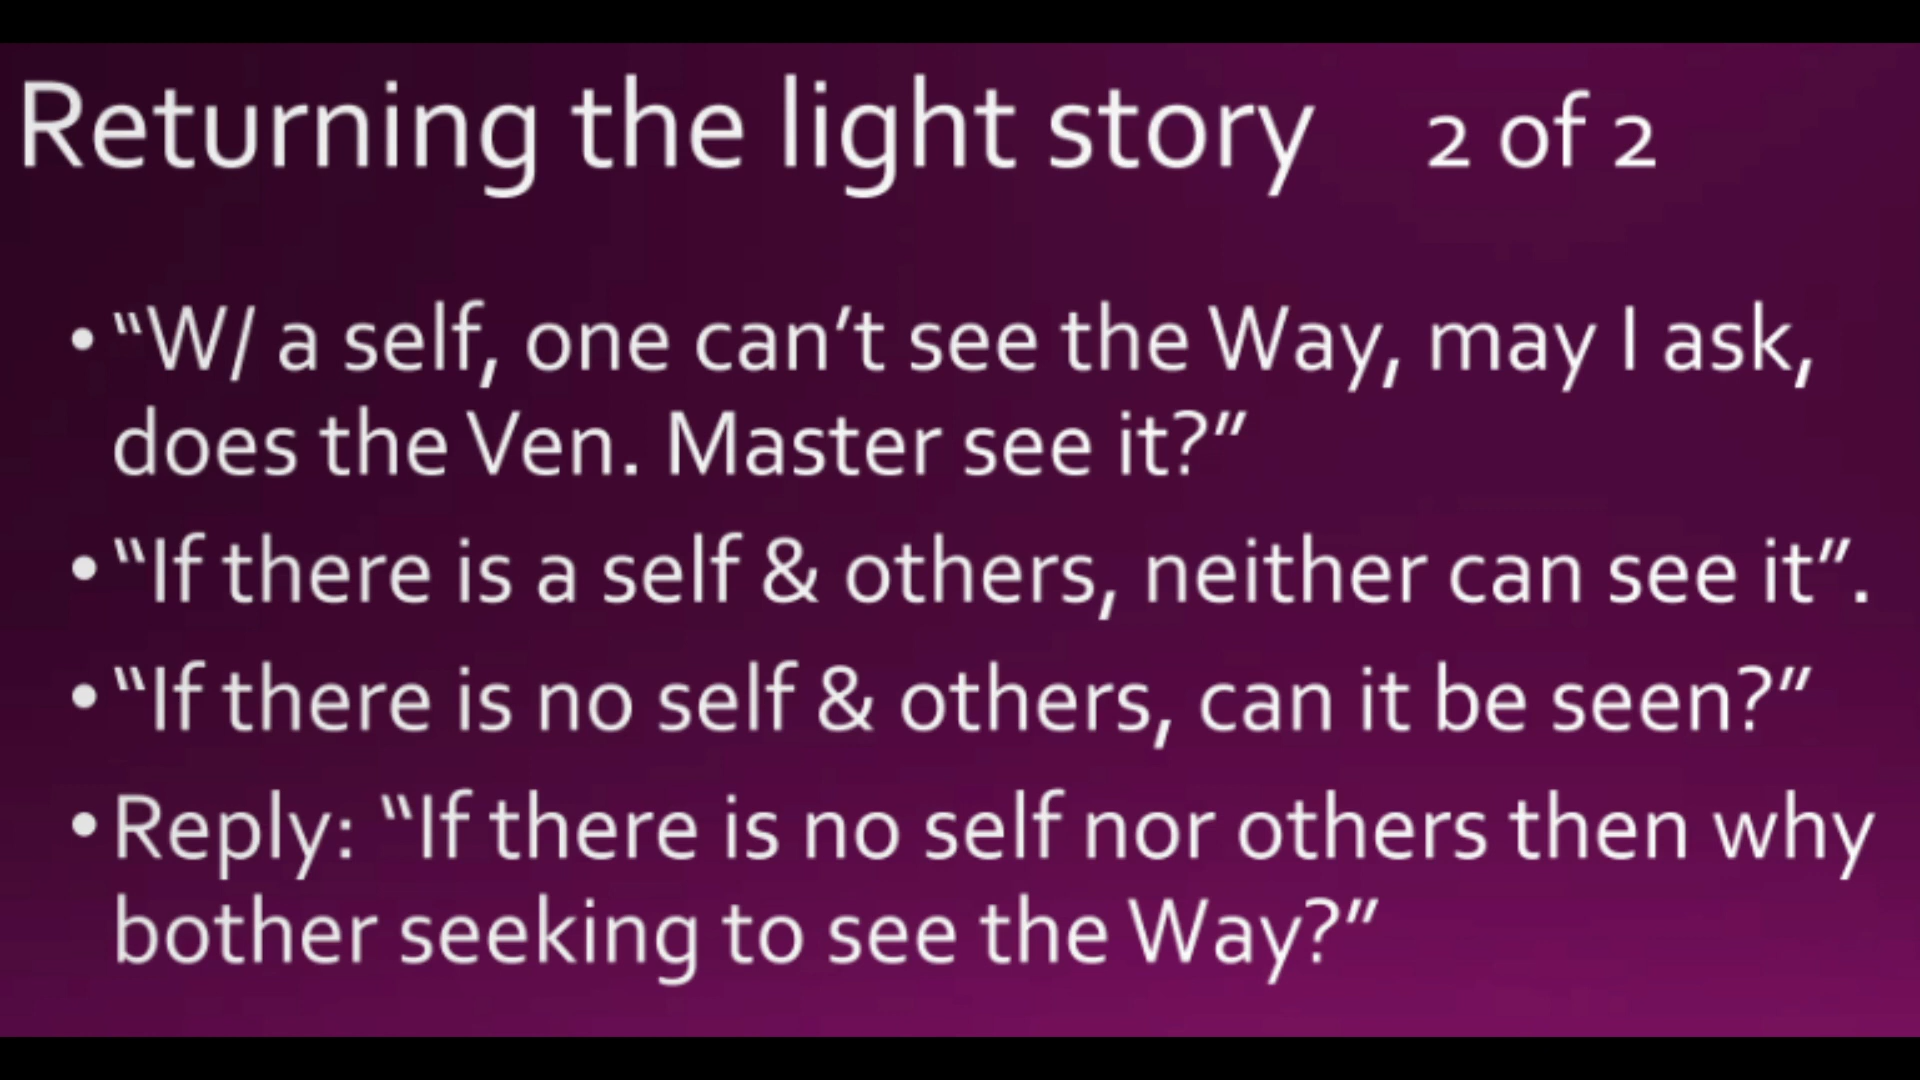 Returning the light story 2 of 2
• “W/ a self, one can’t see the Way, may I ask,
does the Ven. Master see it?”
• “If there is a self & others, neither can see it”.
• “If there is no self & others, can it be seen?”
• Reply: “If there is no self nor others then why
bother seeking to see the Way?”